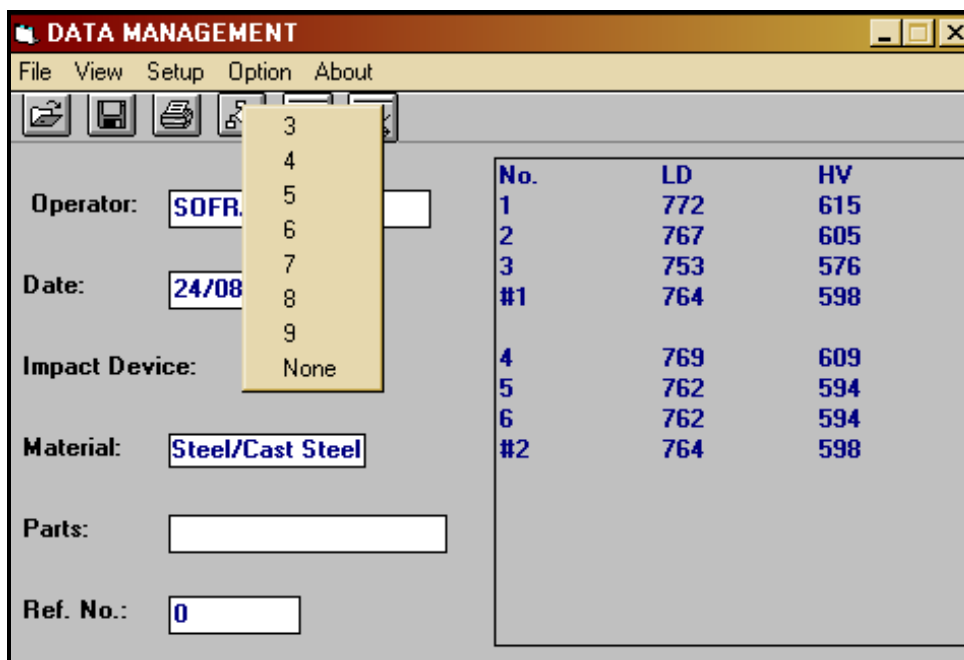 DATA MANAGEMENT
File View Setup Option About
3
4
5
6
7
8
9
None
Operator:
Date: 24/08
Impact Device:
Material: Steel/Cast Steel
Parts:
Ref. No.: 0
No. LD HV
1 772 615
2 767 605
3 753 576
#1 764 598
4 769 609
5 762 594
6 762 594
#2 764 598